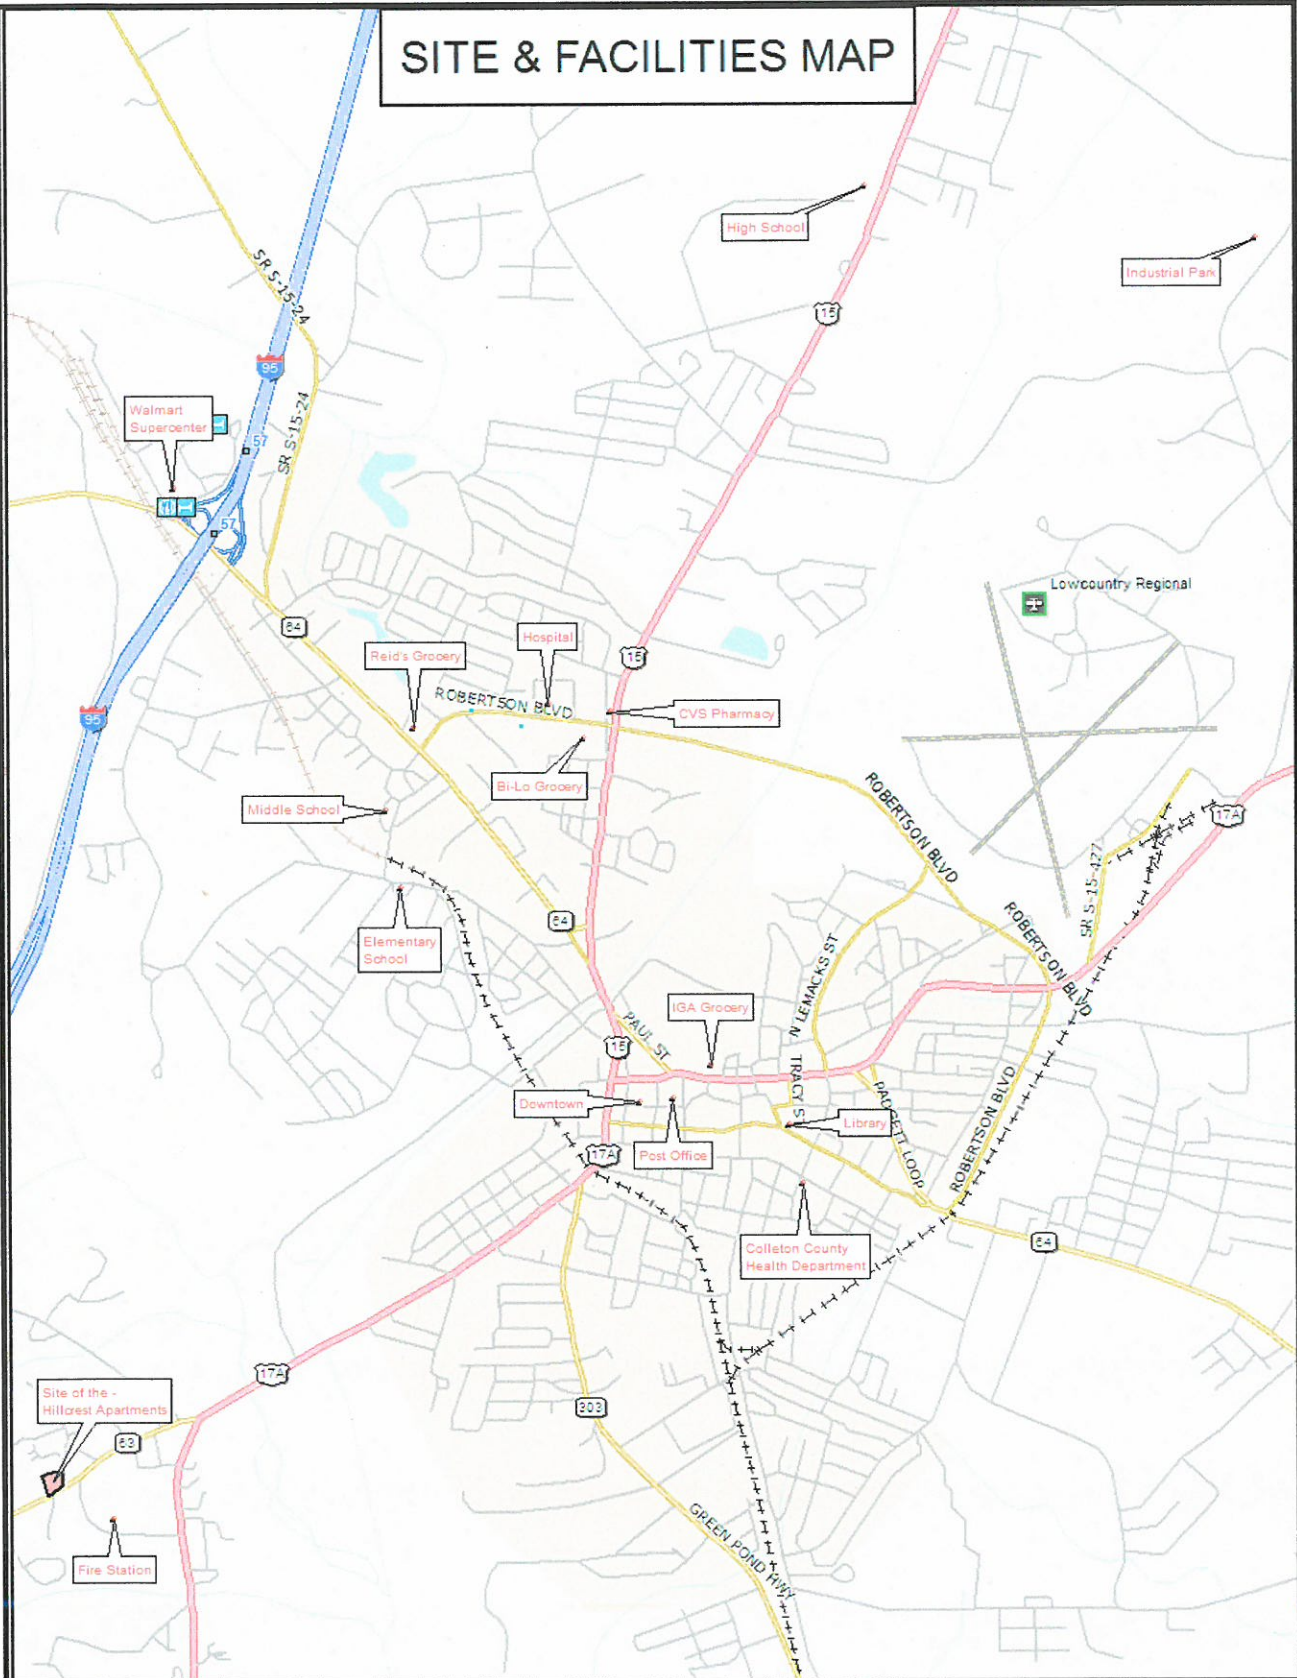 SITE & FACILITIES MAP
High School
Industrial Park
SR S-15-24
15
95
Walmart
Supercenter
57
SR S-15-24
57
Lowcountry Regional
64
Hospital
Reid's Grocery
15
ROBERTSON BLVD
CVS Pharmacy
95
Bi-Lo Grocery
Middle School
ROBERTSON BLVD
17A
SR S-15-427
64
Elementary
School
ROBERTSON BLVD
N LEMACKS ST
IGA Grocery
PAUL ST
15
TRACY ST
PADGETT LOOP
ROBERTSON BLVD
Downtown
Library
Post Office
17A
64
Colleton County
Health Department
17A
Site of the -
Hillcrest Apartments
303
63
GREEN POND HWY
Fire Station